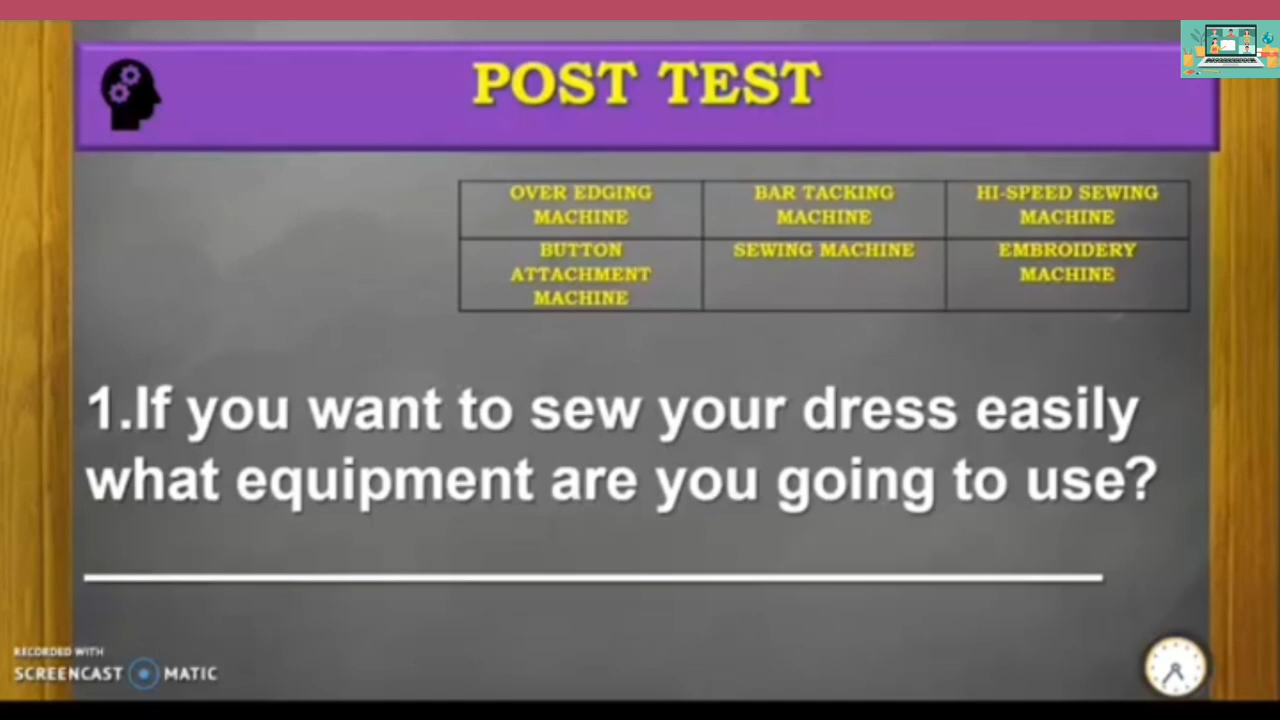 POST TEST
OVER EDGING
MACHINE
BAR TACKING
MACHINE
HI-SPEED SEWING
MACHINE
BUTTON
ATTACHMENT
MACHINE
SEWING MACHINE
EMBROIDERY
MACHINE
1.If you want to sew your dress easily
what equipment are you going to use?
RECORDED WITH
SCREENCAST MATIC